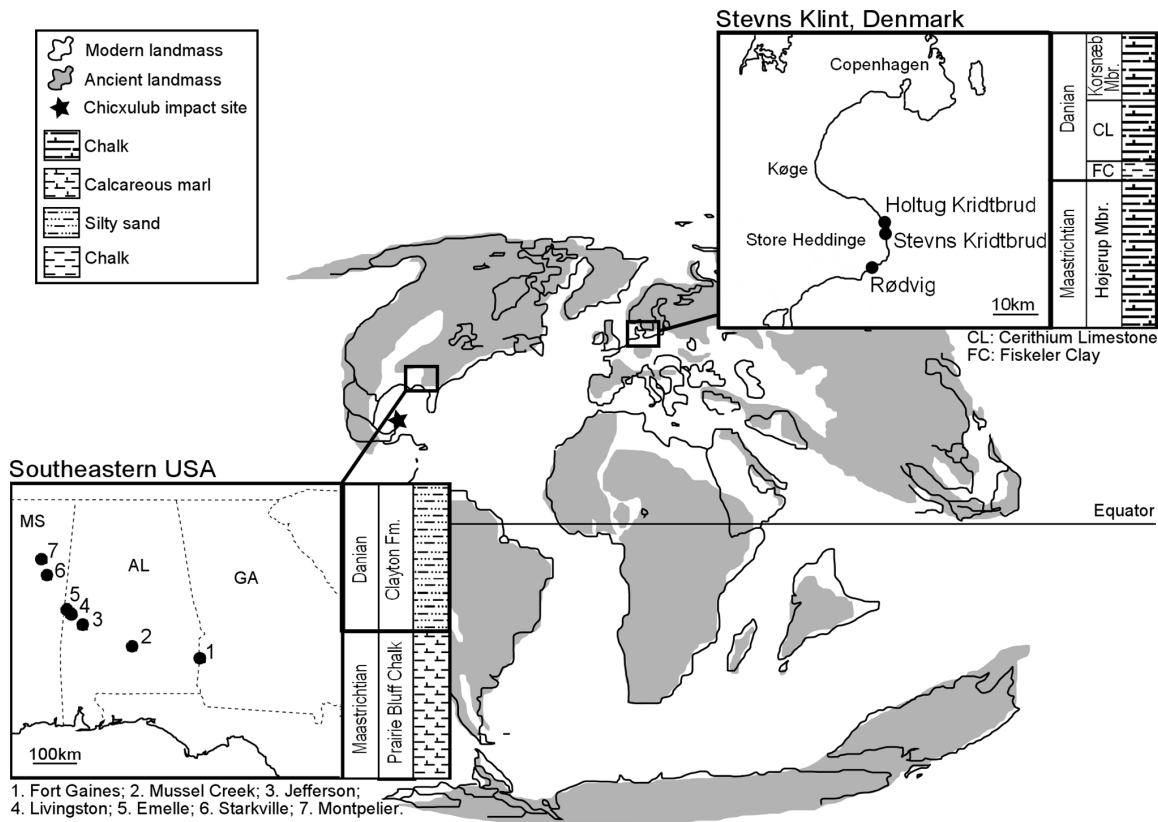 Stevns Klint, Denmark
Modern landmass
Ancient landmass
Chicxulub impact site
Chalk
Calcareous marl
Silty sand
Chalk
Copenhagen
Køge
Holtug Kridtbrud
Store Heddinge
Stevns Kridtbrud
Rødvig
10km
Danian
Korsnæb Mbr.
CL
FC
Maastrichtian
Højerup Mbr.
CL: Cerithium Limestone
FC: Fiskeler Clay
Equator
Southeastern USA
MS
AL
GA
7
6
5
4
3
2
1
100km
Danian
Clayton Fm.
Maastrichtian
Prairie Bluff Chalk
1. Fort Gaines; 2. Mussel Creek; 3. Jefferson;
4. Livingston; 5. Emelle; 6. Starkville; 7. Montpelier.